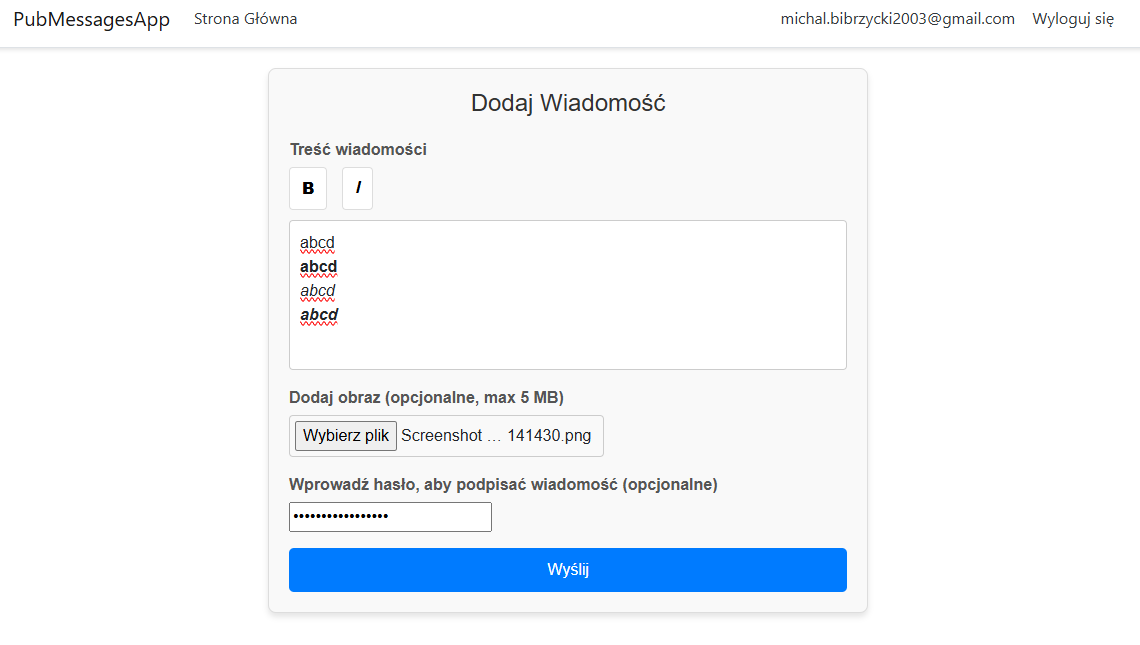 PubMessagesApp Strona Główna michal.bibrzycki2003@gmail.com Wyloguj się
Dodaj Wiadomość
Treść wiadomości
B I
abcd
abcd
abcd
abcd
Dodaj obraz (opcjonalne, max 5 MB)
Wybierz plik Screenshot … 141430.png
Wprowadź hasło, aby podpisać wiadomość (opcjonalne)
•••••••••••••••••
Wyślij